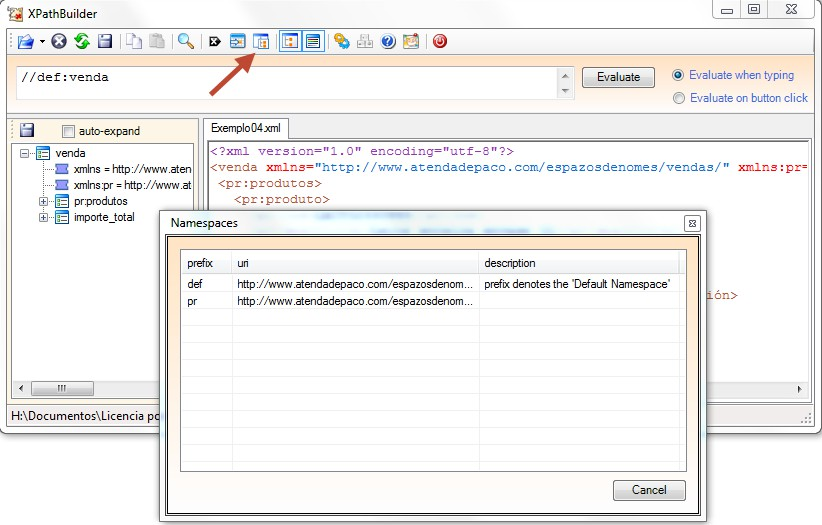 XPathBuilder
//def:venda
Evaluate
Evaluate when typing
Evaluate on button click
auto-expand
venda
xmlns = http://www.aten
xmlns:pr = http://www.at
pr:produtos
importe_total
Exemplo04.xml
<?xml version="1.0" encoding="utf-8"?>
<venda xmlns="http://www.atendadepaco.com/espazosdenomes/vendas/" xmlns:pr=
<pr:produtos>
<pr:produto>
ión>
Namespaces
prefix uri description
def http://www.atendadepaco.com/espazosdenom... prefix denotes the 'Default Namespace'
pr http://www.atendadepaco.com/espazosdenom...
Cancel
H:\Documentos\Licencia po